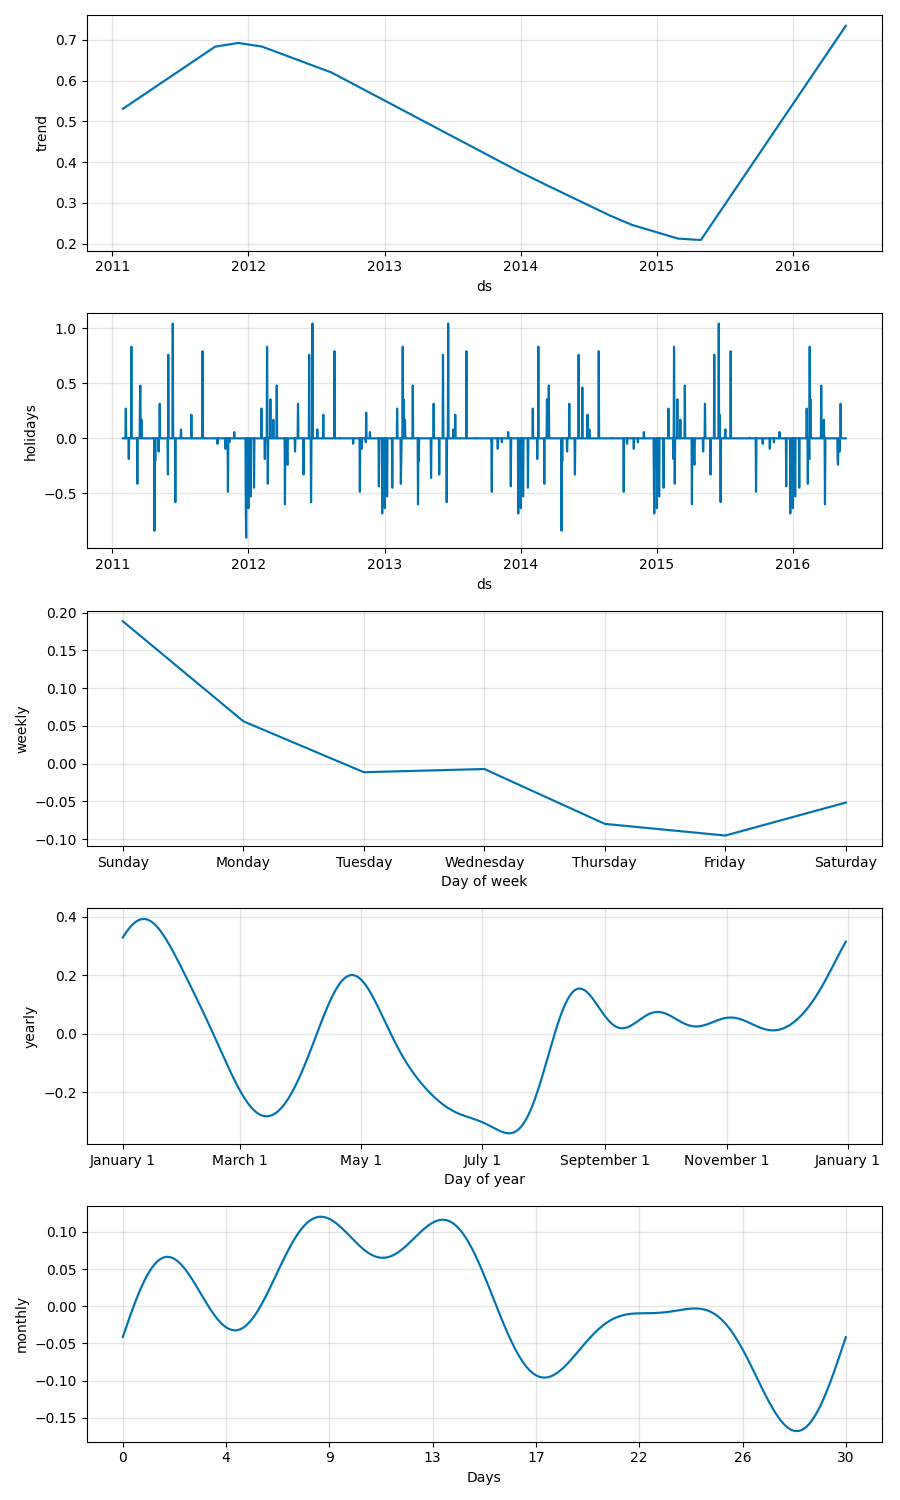 0.7
0.6
0.5
0.4
0.3
0.2
trend
2011 2012 2013 2014 2015 2016
ds
1.0
0.5
0.0
−0.5
holidays
2011 2012 2013 2014 2015 2016
ds
0.20
0.15
0.10
0.05
0.00
−0.05
−0.10
weekly
Sunday Monday Tuesday Wednesday Thursday Friday Saturday
Day of week
0.4
0.2
0.0
−0.2
yearly
January 1 March 1 May 1 July 1 September 1 November 1 January 1
Day of year
0.10
0.05
0.00
−0.05
−0.10
−0.15
monthly
0 4 9 13 17 22 26 30
Days